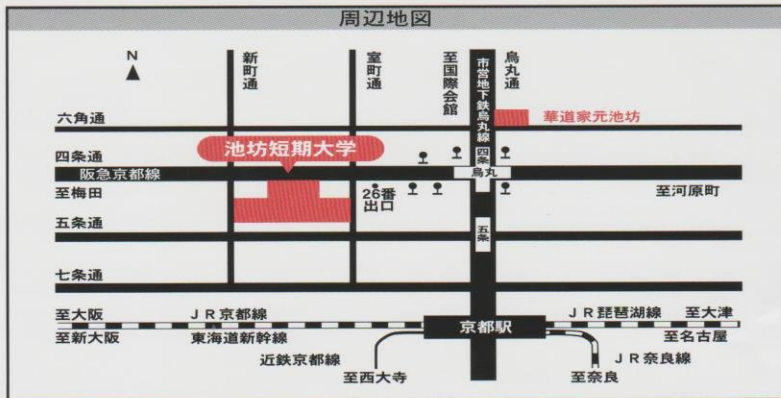 周辺地図
N
新町通
室町通
至国際会館
市営地下鉄烏丸線
烏丸通
六角通
華道家元池坊
四条通
池坊短期大学
四条
阪急京都線
烏丸
至梅田
26番
出口
至河原町
五条通
五条
七条通
至大阪
JR京都線
JR琵琶湖線
至大津
京都駅
至新大阪
東海道新幹線
至名古屋
近鉄京都線
JR奈良線
至西大寺
至奈良